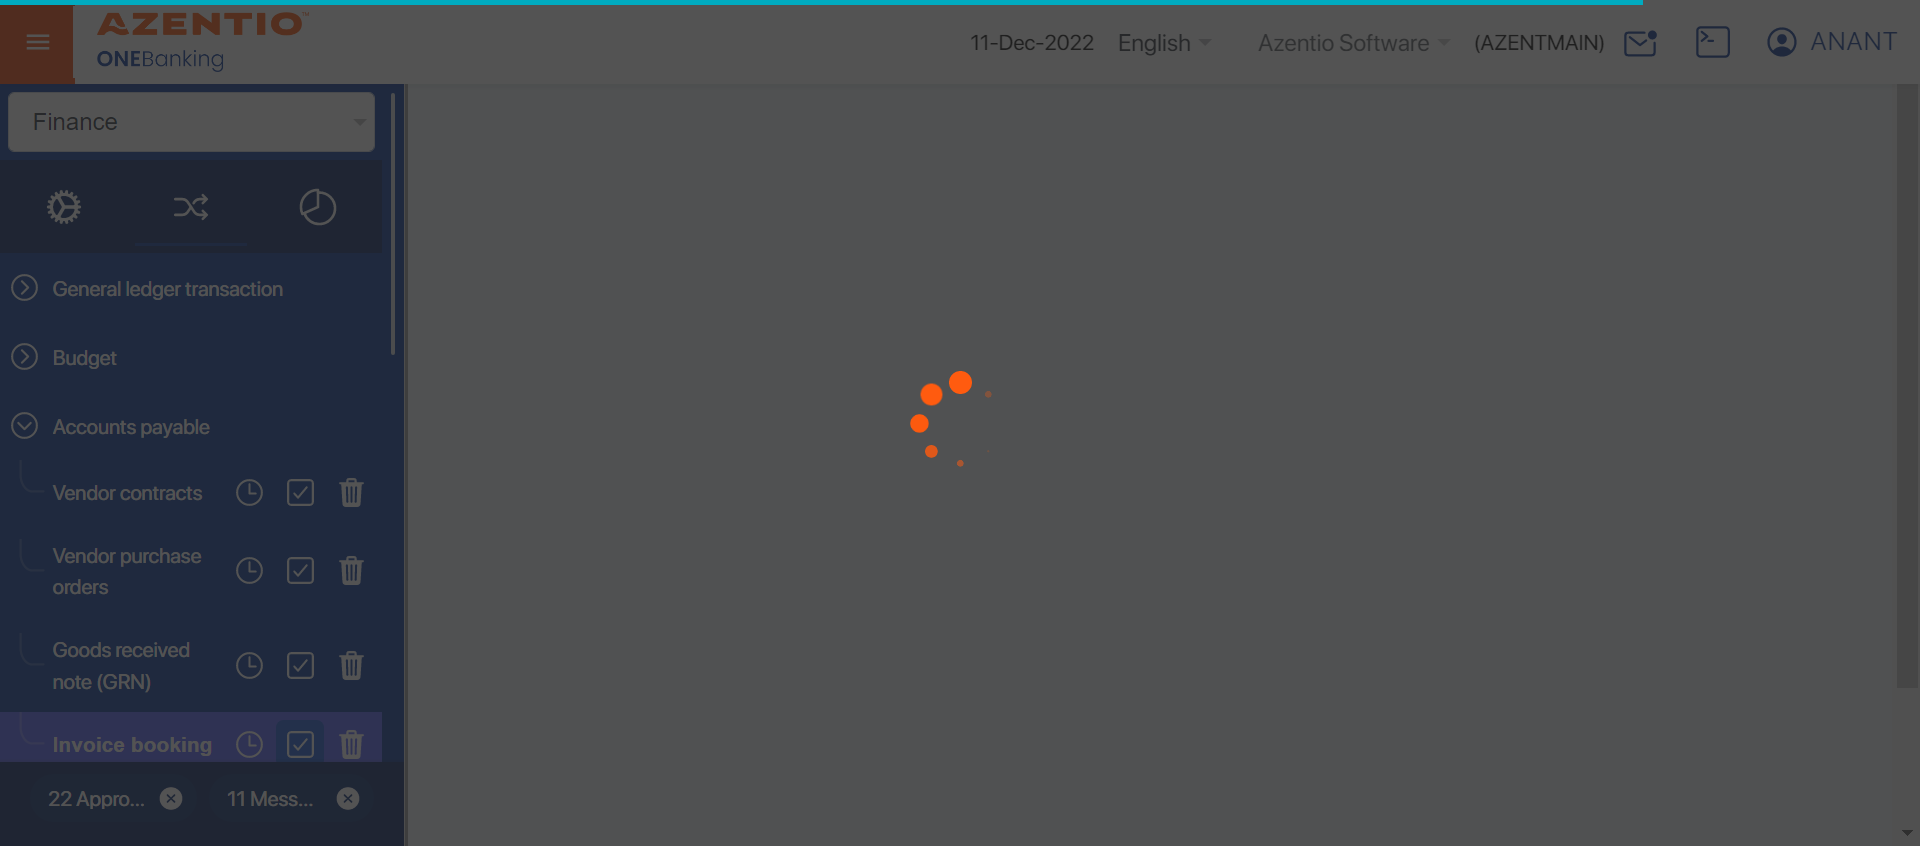 AZENTIO™
ONEBanking
11-Dec-2022
English
Azentio Software
(AZENTMAIN)
ANANT
Finance
General ledger transaction
Budget
Accounts payable
Vendor contracts
Vendor purchase
orders
Goods received
note (GRN)
Invoice booking
22 Appro...
11 Mess...